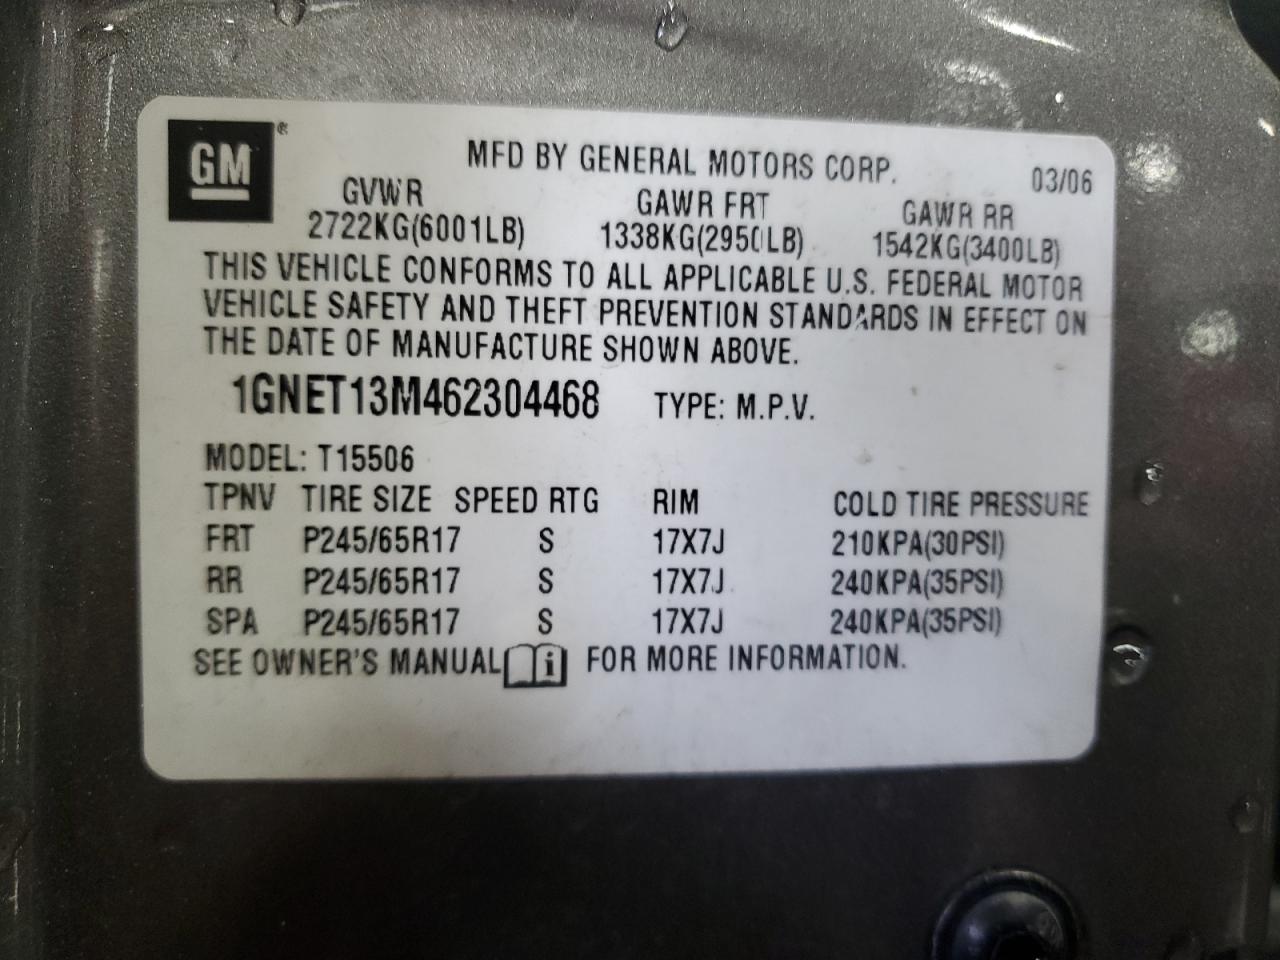 GM®
MFD BY GENERAL MOTORS CORP. 03/06
GVWR GAWR FRT GAWR RR
2722KG(6001LB) 1338KG(2950LB) 1542KG(3400LB)
THIS VEHICLE CONFORMS TO ALL APPLICABLE U.S. FEDERAL MOTOR
VEHICLE SAFETY AND THEFT PREVENTION STANDARDS IN EFFECT ON
THE DATE OF MANUFACTURE SHOWN ABOVE.
1GNET13M462304468 TYPE: M.P.V.
MODEL: T15506
TPNV TIRE SIZE SPEED RTG RIM COLD TIRE PRESSURE
FRT P245/65R17 S 17X7J 210KPA(30PSI)
RR P245/65R17 S 17X7J 240KPA(35PSI)
SPA P245/65R17 S 17X7J 240KPA(35PSI)
SEE OWNER'S MANUAL i FOR MORE INFORMATION.